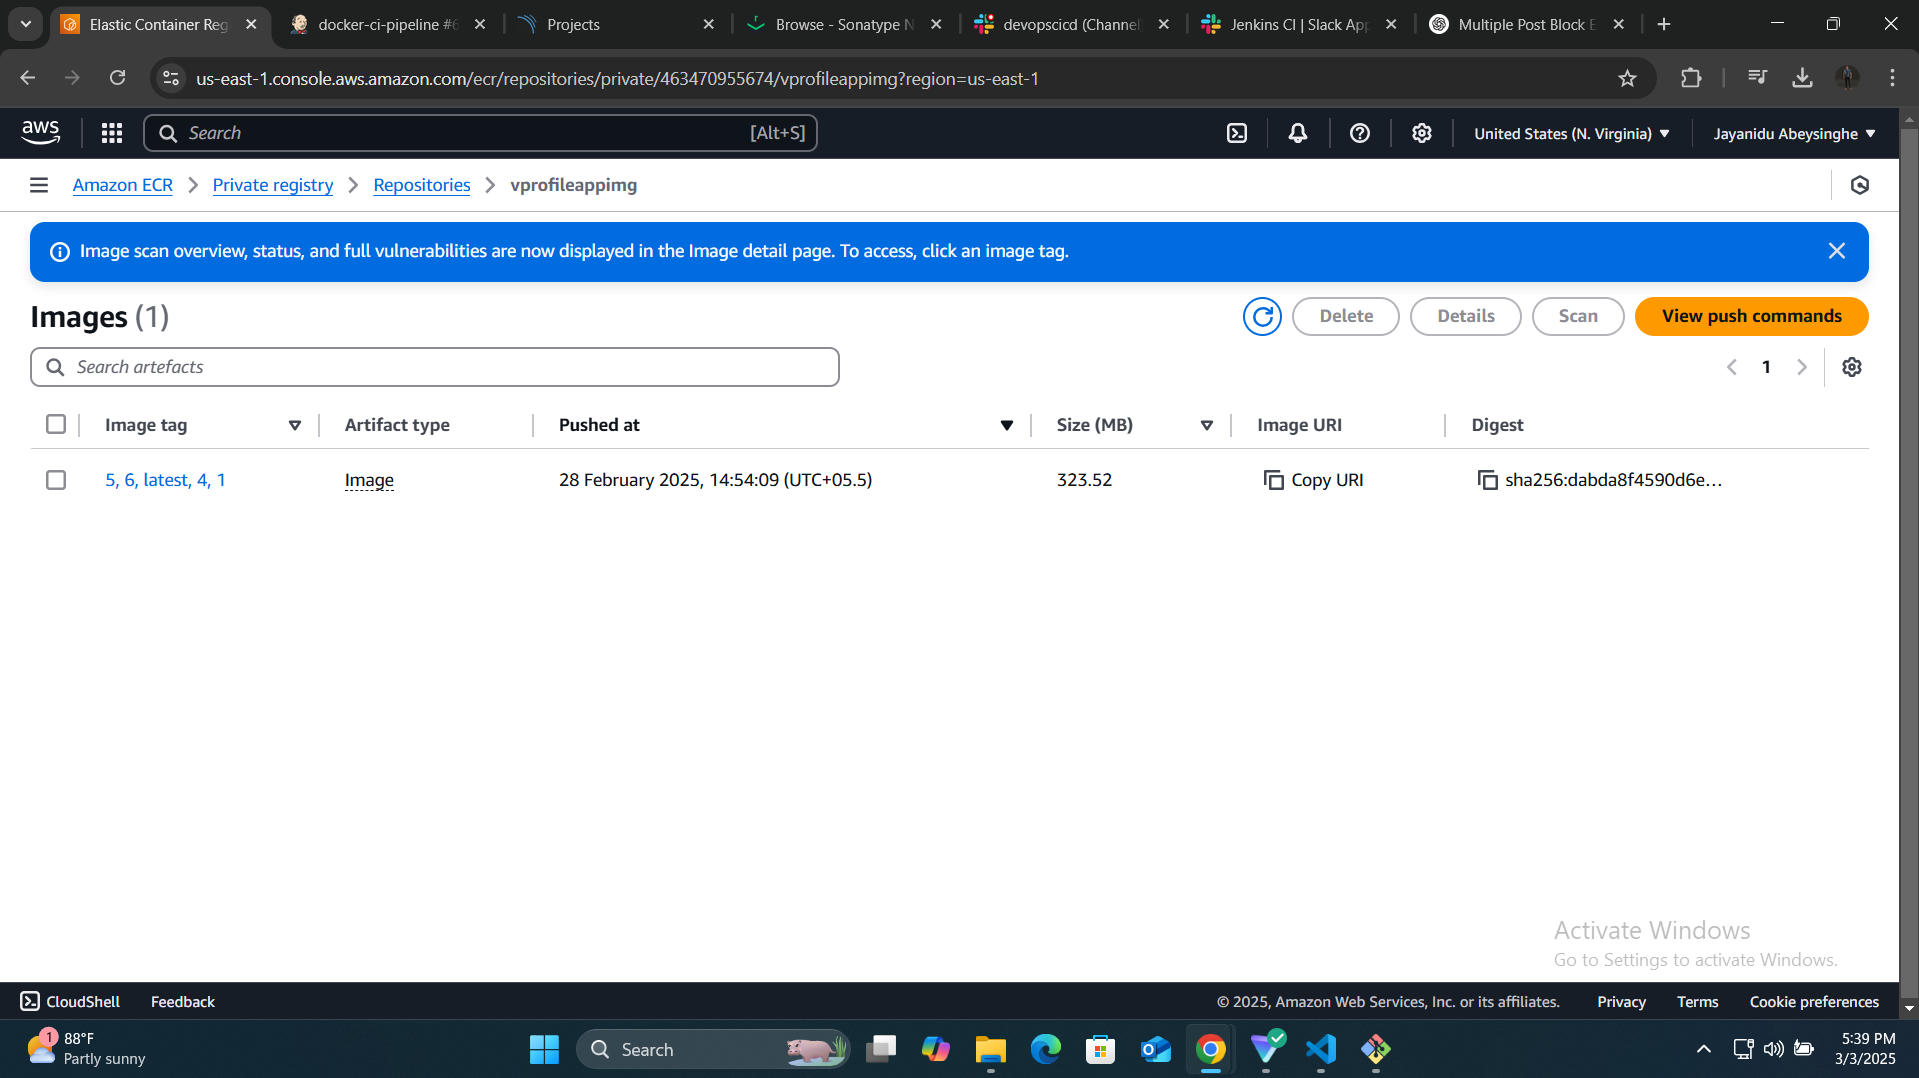 Elastic Container Reg
docker-ci-pipeline #6
Projects
Browse - Sonatype N
devopscicd (Channel
Jenkins CI | Slack App
Multiple Post Block E
us-east-1.console.aws.amazon.com/ecr/repositories/private/463470955674/vprofileappimg?region=us-east-1
aws
Search
[Alt+S]
United States (N. Virginia)
Jayanidu Abeysinghe
Amazon ECR
Private registry
Repositories
vprofileappimg
Image scan overview, status, and full vulnerabilities are now displayed in the Image detail page. To access, click an image tag.
Images (1)
Delete
Details
Scan
View push commands
Search artefacts
1
Image tag
Artifact type
Pushed at
Size (MB)
Image URI
Digest
5, 6, latest, 4, 1
Image
28 February 2025, 14:54:09 (UTC+05.5)
323.52
Copy URI
sha256:dabda8f4590d6e...
Activate Windows
Go to Settings to activate Windows.
CloudShell
Feedback
© 2025, Amazon Web Services, Inc. or its affiliates.
Privacy
Terms
Cookie preferences
1
88°F
Partly sunny
Search
5:39 PM
3/3/2025